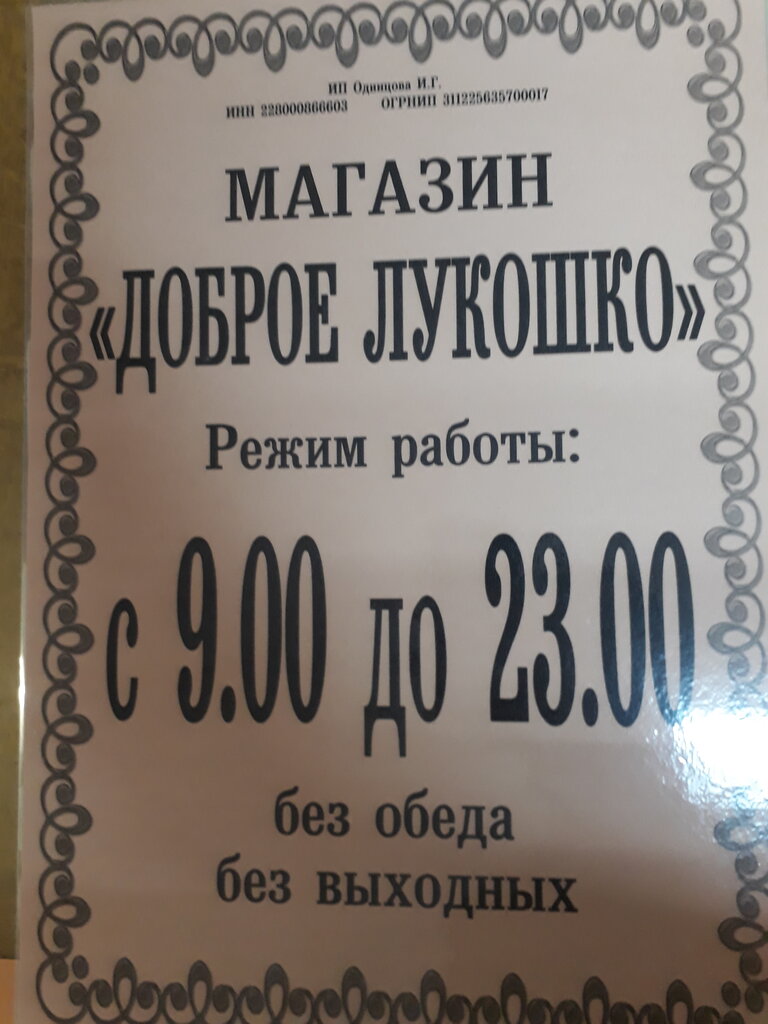 ИП Одинцова И.Г.
ИНН 228000866603 ОГРНИП 311225635700017
МАГАЗИН
«ДОБРОЕ ЛУКОШКО»
Режим работы:
с 9.00 до 23.00
без обеда
без выходных